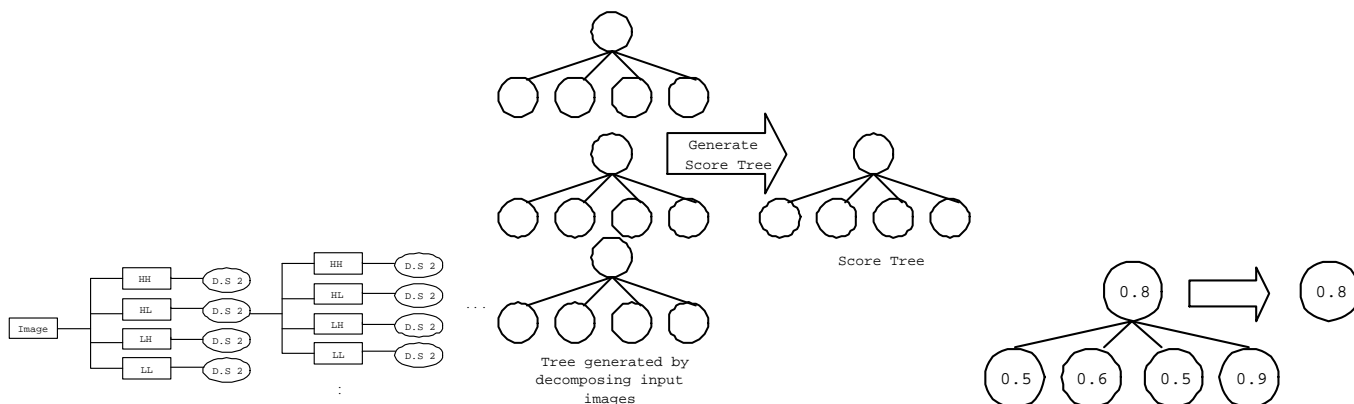 Image
HH
D.S 2
HL
D.S 2
LH
D.S 2
LL
D.S 2
HH
D.S 2
HL
D.S 2
LH
D.S 2
LL
D.S 2
:
...
Tree generated by
decomposing input
images
Generate
Score Tree
Score Tree
0.8
0.5
0.6
0.5
0.9
0.8